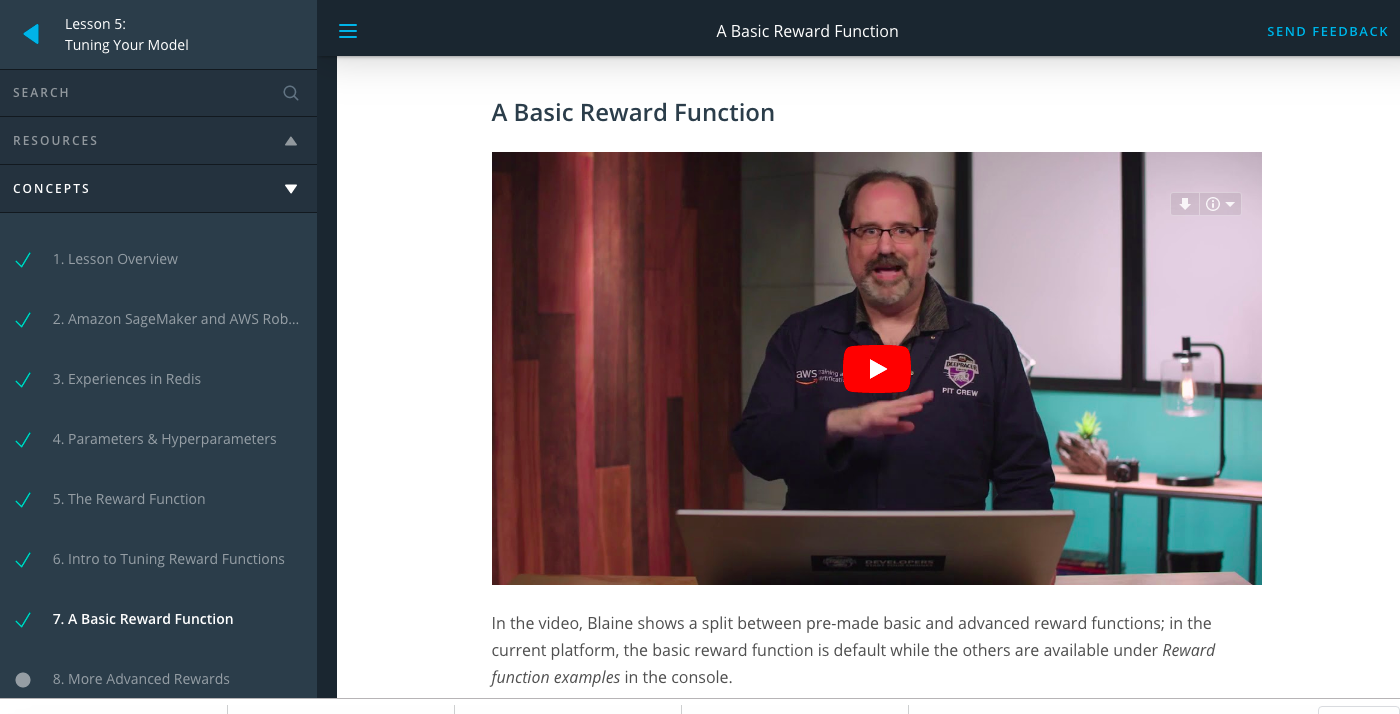 Lesson 5:
Tuning Your Model
SEARCH
RESOURCES
CONCEPTS
1. Lesson Overview
2. Amazon SageMaker and AWS Rob...
3. Experiences in Redis
4. Parameters & Hyperparameters
5. The Reward Function
6. Intro to Tuning Reward Functions
7. A Basic Reward Function
8. More Advanced Rewards
A Basic Reward Function
SEND FEEDBACK
A Basic Reward Function
aws
DEEPRACER
PIT CREW
DEVELOPERS
In the video, Blaine shows a split between pre-made basic and advanced reward functions; in the
current platform, the basic reward function is default while the others are available under Reward
function examples in the console.